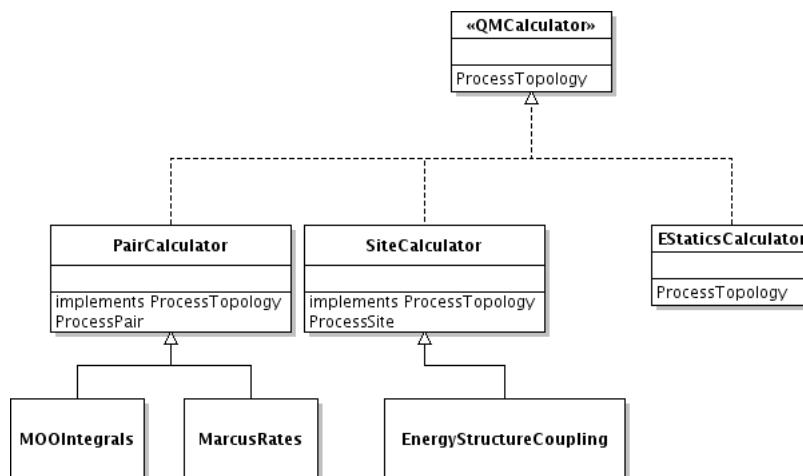 «QMCalculator»
ProcessTopology
PairCalculator
implements ProcessTopology
ProcessPair
SiteCalculator
implements ProcessTopology
ProcessSite
EStaticsCalculator
ProcessTopology
MOOIntegrals
MarcusRates
EnergyStructureCoupling